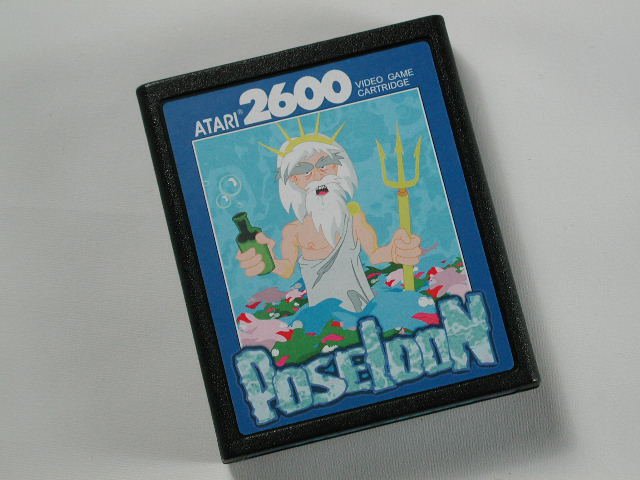 ATARI® 2600 VIDEO GAME
CARTRIDGE
POSEIDON